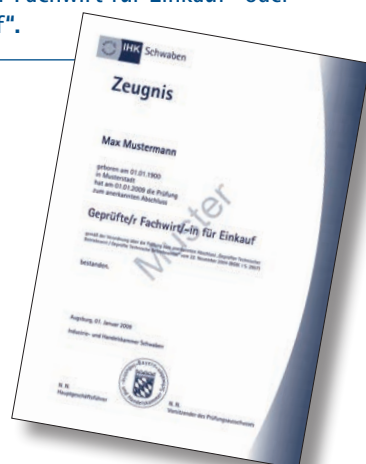 Fachwirt für Einkauf" oder
f".
IHK Schwaben
Zeugnis
Max Mustermann
geboren am 01.01.1900
in Musterstadt
hat am 01.01.2009 die Prüfung
zum anerkannten Abschluss
Geprüfte/r Fachwirt/-in für Einkauf
bestanden.
Muster
Augsburg, 01. Januar 2009
Industrie- und Handelskammer Schwaben
N. N.
Hauptgeschäftsführer
N. N.
Vorsitzender des Prüfungsausschusses